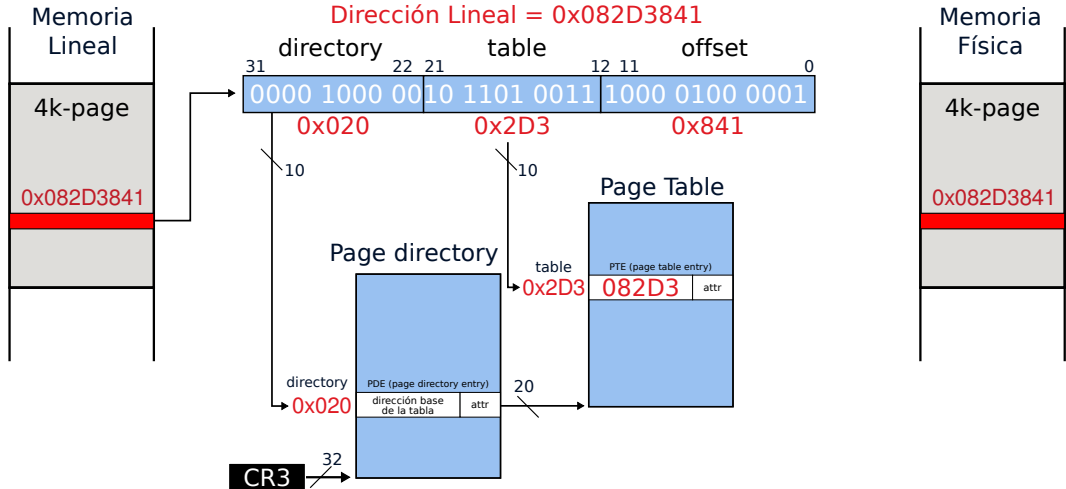 Memoria
Lineal
4k-page
0x082D3841
Dirección Lineal = 0x082D3841
directory table offset
31 22 21 12 11 0
0000 1000 00 10 1101 0011 1000 0100 0001
0x020 0x2D3 0x841
10 10
Page Table
PTE (page table entry)
table
0x2D3 082D3 attr
Page directory
PDE (page directory entry)
directory
0x020 dirección base
de la tabla attr
20
CR3 32
Memoria
Física
4k-page
0x082D3841